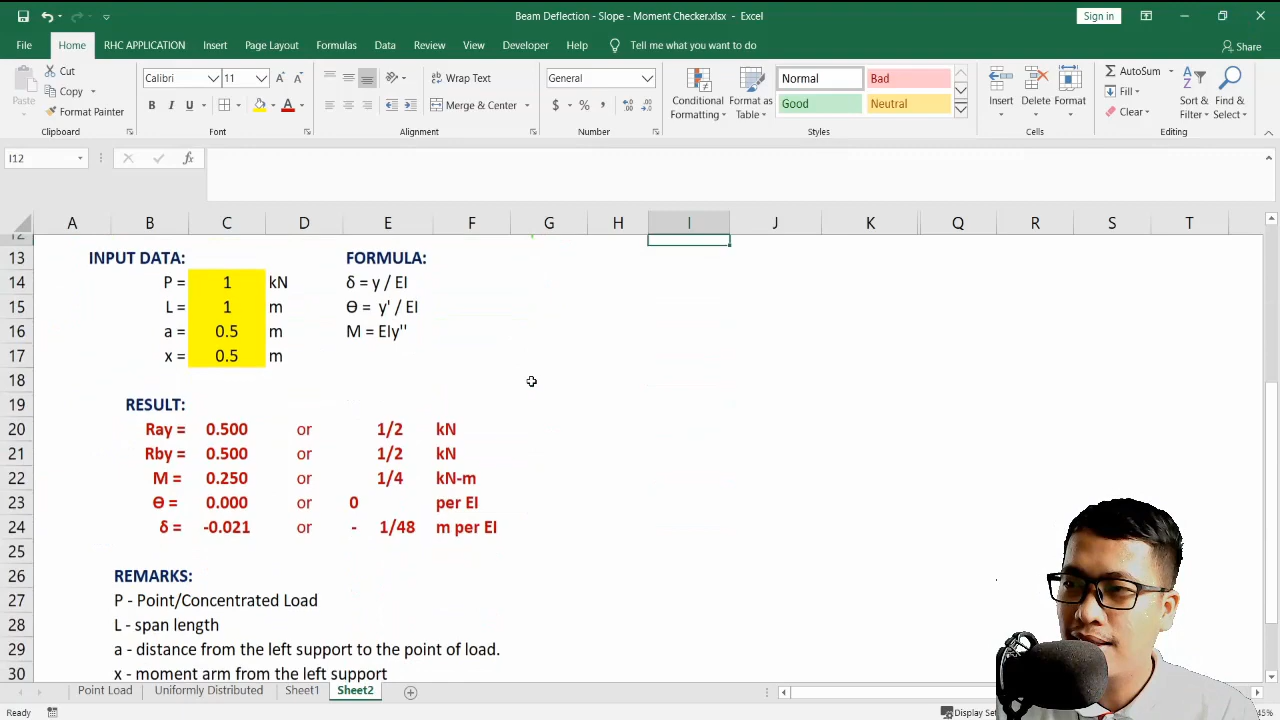 Beam Deflection - Slope - Moment Checker.xlsx - Excel
Sign in
File Home RHC APPLICATION Insert Page Layout Formulas Data Review View Developer Help Tell me what you want to do
Share
Paste
Cut
Copy
Format Painter
Calibri 11
B I U A
Wrap Text
Merge & Center
General
$ % ,
Conditional Formatting
Format as Table
Normal Bad
Good Neutral
Insert Delete Format
AutoSum
Fill
Clear
Sort & Filter
Find & Select
Clipboard Font Alignment Number Styles Cells Editing
I12 fx
A B C D E F G H I J K Q R S T
12
13 INPUT DATA: FORMULA:
14 P = 1 kN δ = y / EI
15 L = 1 m Ɵ = y' / EI
16 a = 0.5 m M = EIy''
17 x = 0.5 m
18
19 RESULT:
20 Ray = 0.500 or 1/2 kN
21 Rby = 0.500 or 1/2 kN
22 M = 0.250 or 1/4 kN-m
23 Ɵ = 0.000 or 0 per EI
24 δ = -0.021 or - 1/48 m per EI
25
26 REMARKS:
27 P - Point/Concentrated Load
28 L - span length
29 a - distance from the left support to the point of load.
30 x - moment arm from the left support
Point Load Uniformly Distributed Sheet1 Sheet2
Ready
Display